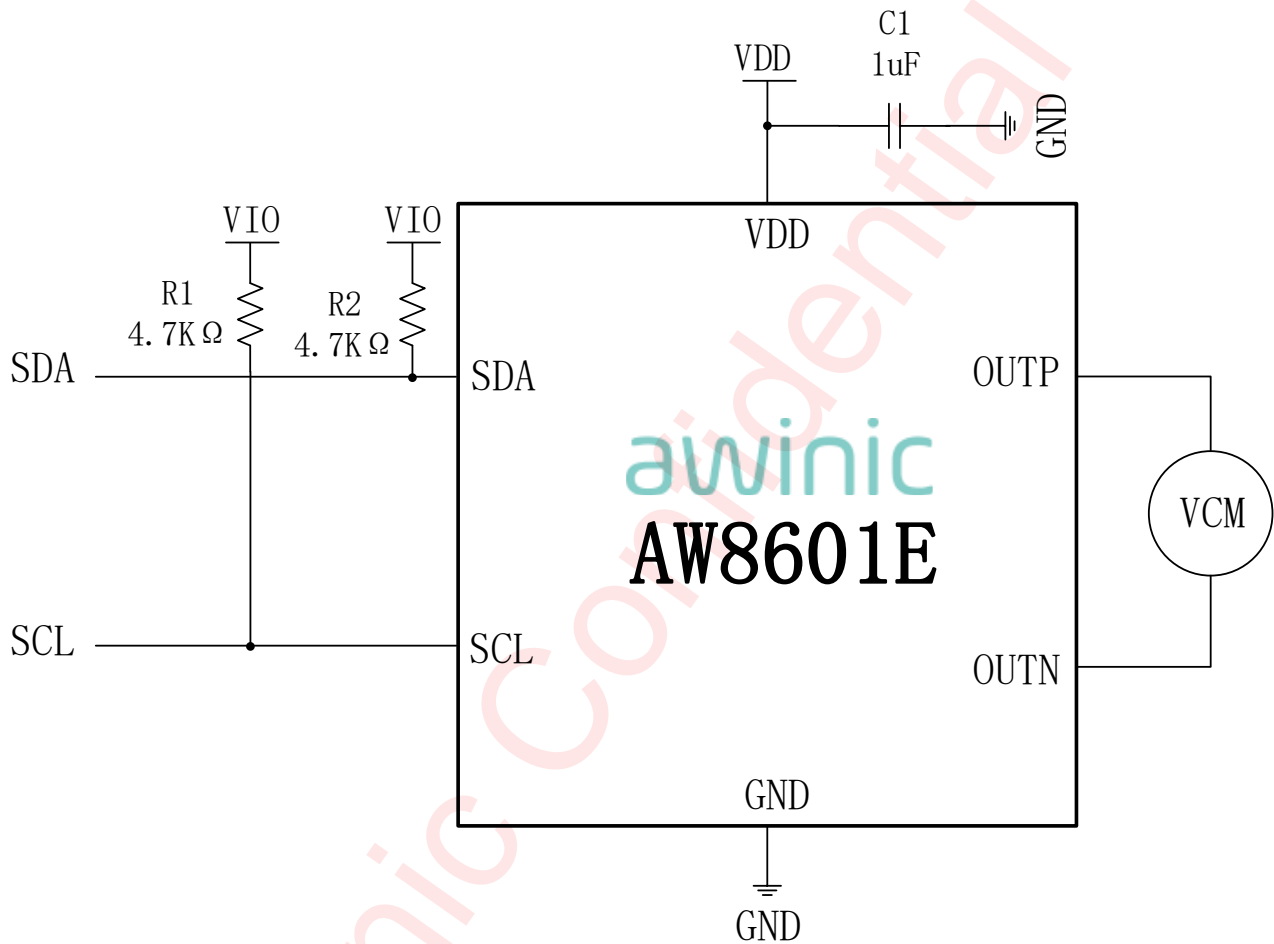 C1
1uF
VDD
GND
VIO
VIO
VDD
R1
4.7KΩ
R2
4.7KΩ
SDA
SDA
OUTP
awinic
AW8601E
VCM
SCL
SCL
OUTN
GND
GND
nic Confidential